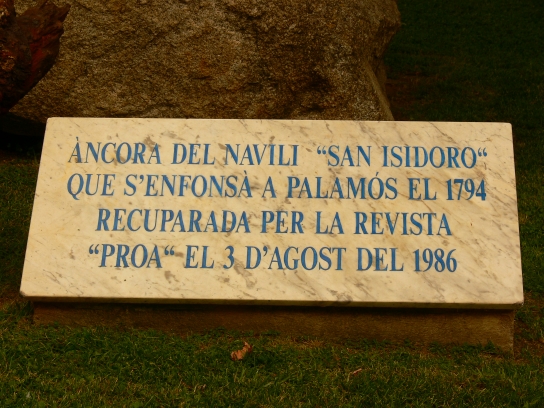 ÀNCORA DEL NAVILI “SAN ISIDORO“
QUE S'ENFONSÀ A PALAMÓS EL 1794
RECUPARADA PER LA REVISTA
“PROA“ EL 3 D'AGOST DEL 1986